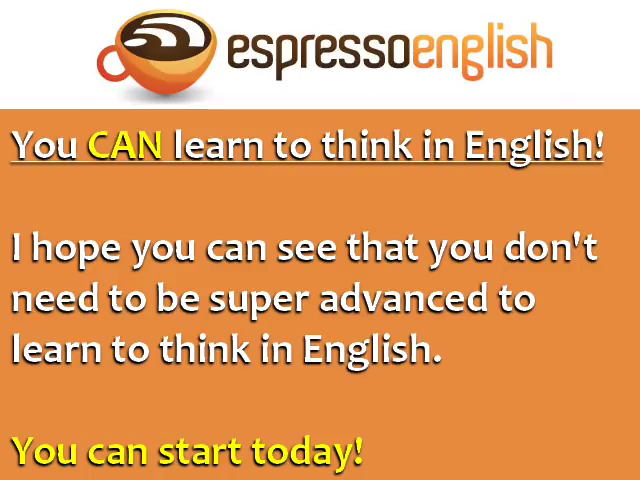 espressoenglish
You CAN learn to think in English!
I hope you can see that you don't
need to be super advanced to
learn to think in English.
You can start today!